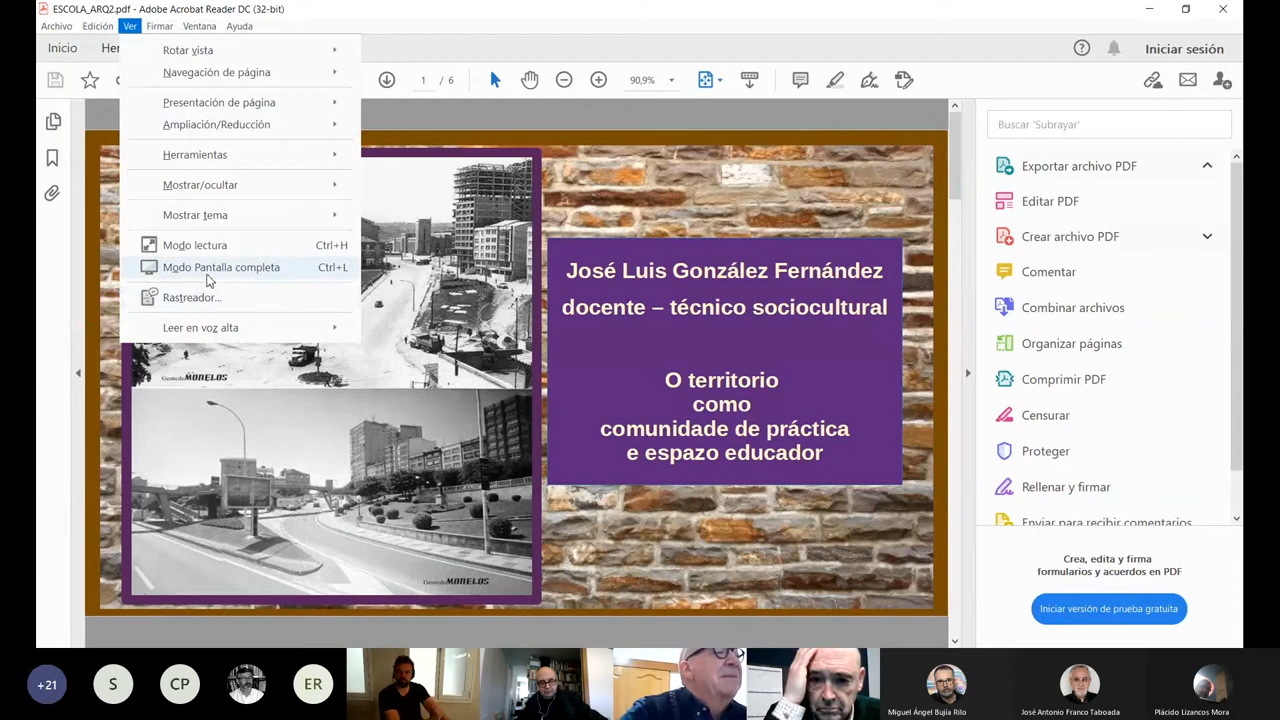 ESCOLA_ARQ2.pdf - Adobe Acrobat Reader DC (32-bit)
Archivo Edición Ver Firmar Ventana Ayuda
Inicio
Iniciar sesión
1 / 6
90,9%
Rotar vista
Navegación de página
Presentación de página
Ampliación/Reducción
Herramientas
Mostrar/ocultar
Mostrar tema
Modo lectura Ctrl+H
Modo Pantalla completa Ctrl+L
Rastreador...
Leer en voz alta
GentedeMORELOS
GentedeMORELOS
José Luis González Fernández
docente – técnico sociocultural
O territorio
como
comunidade de práctica
e espazo educador
Buscar 'Subrayar'
Exportar archivo PDF
Editar PDF
Crear archivo PDF
Comentar
Combinar archivos
Organizar páginas
Comprimir PDF
Censurar
Proteger
Rellenar y firmar
Enviar para recibir comentarios
Crea, edita y firma
formularios y acuerdos en PDF
Iniciar versión de prueba gratuita
+21
S
CP
ER
Miguel Ángel Bujía Rilo
José Antonio Franco Taboada
Plácido Lizancos Mora